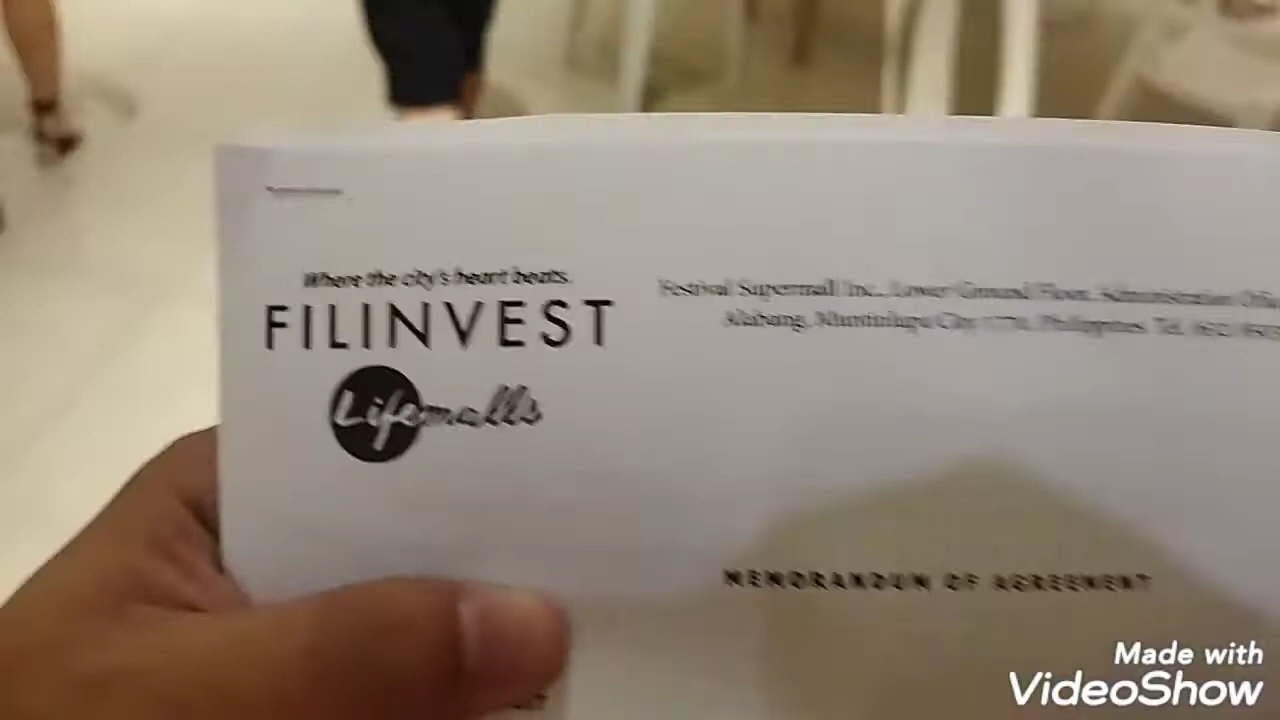 Where the city's heart beats.
FILINVEST
Lifemalls
Festival Supermall Inc., Lower Ground Floor, Administration
Alabang, Muntinlupa City 1770, Philippines Tel.
MEMORANDUM OF AGREEMENT
Made with
VideoShow